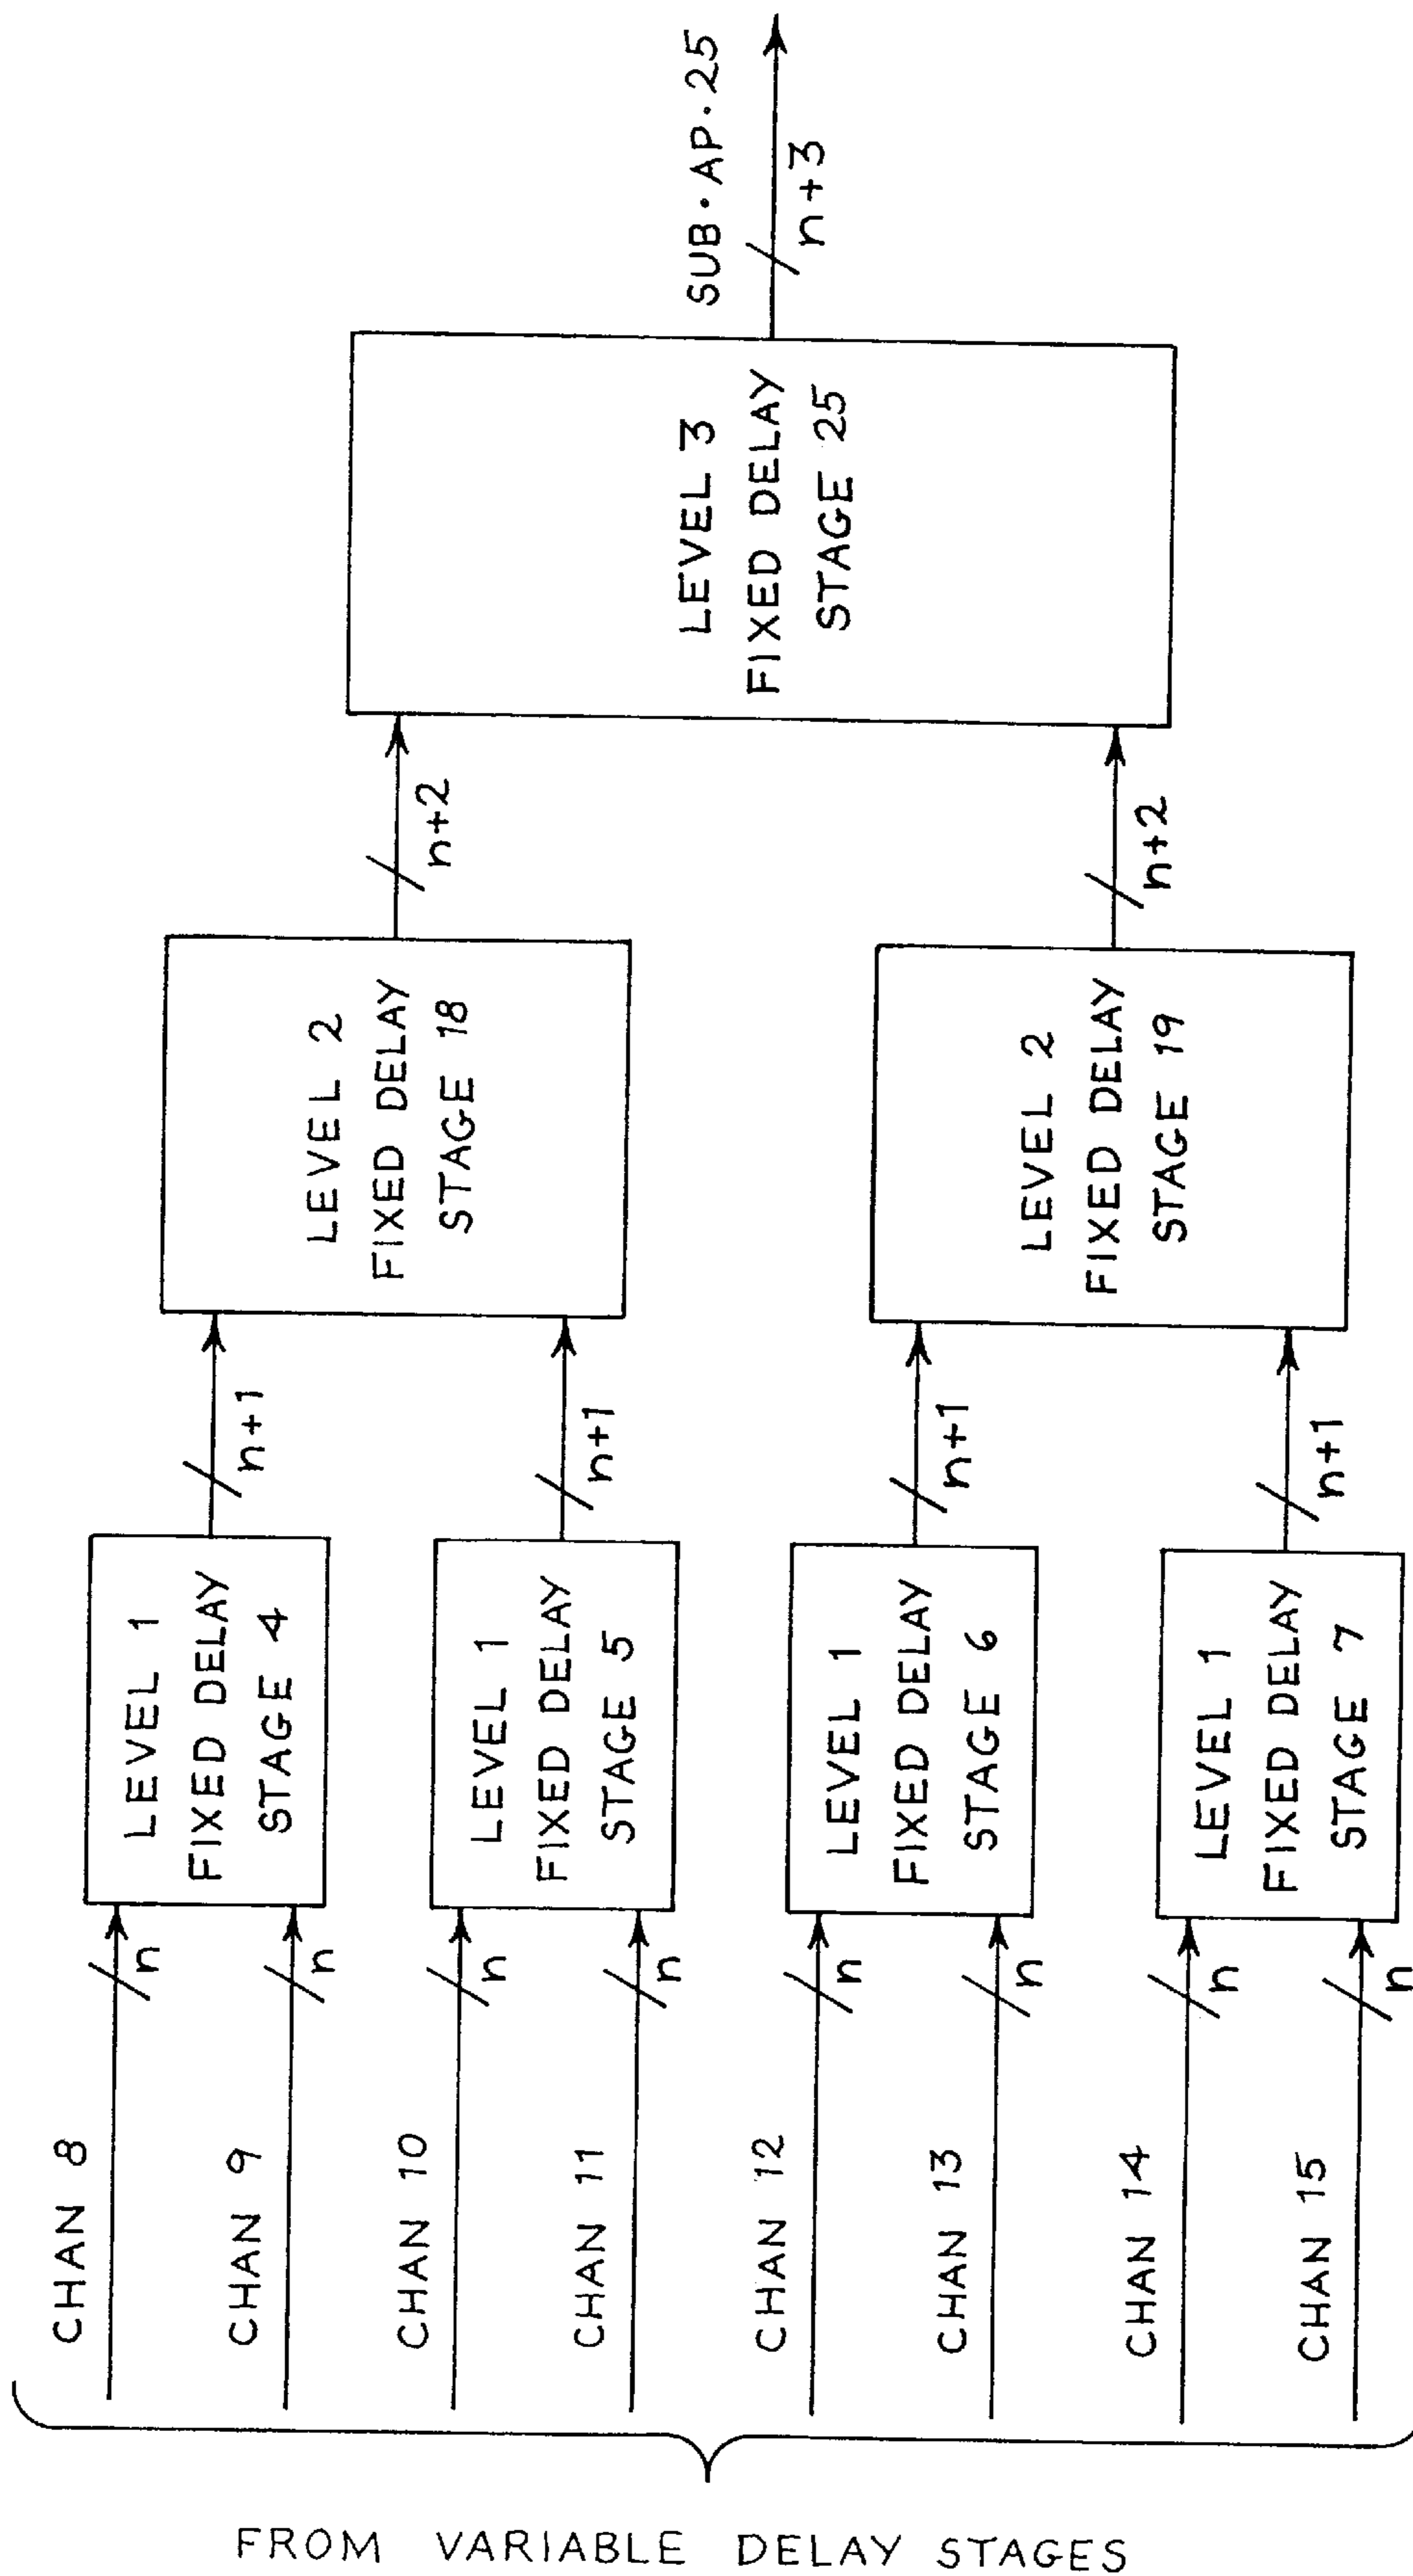 CHAN 8
n
CHAN 9
n
LEVEL 1
FIXED DELAY
STAGE 4
n+1
CHAN 10
n
CHAN 11
n
LEVEL 1
FIXED DELAY
STAGE 5
n+1
LEVEL 2
FIXED DELAY
STAGE 18
n+2
CHAN 12
n
CHAN 13
n
LEVEL 1
FIXED DELAY
STAGE 6
n+1
CHAN 14
n
CHAN 15
n
LEVEL 1
FIXED DELAY
STAGE 7
n+1
LEVEL 2
FIXED DELAY
STAGE 19
n+2
LEVEL 3
FIXED DELAY
STAGE 25
SUB·AP·25
n+3
FROM VARIABLE DELAY STAGES